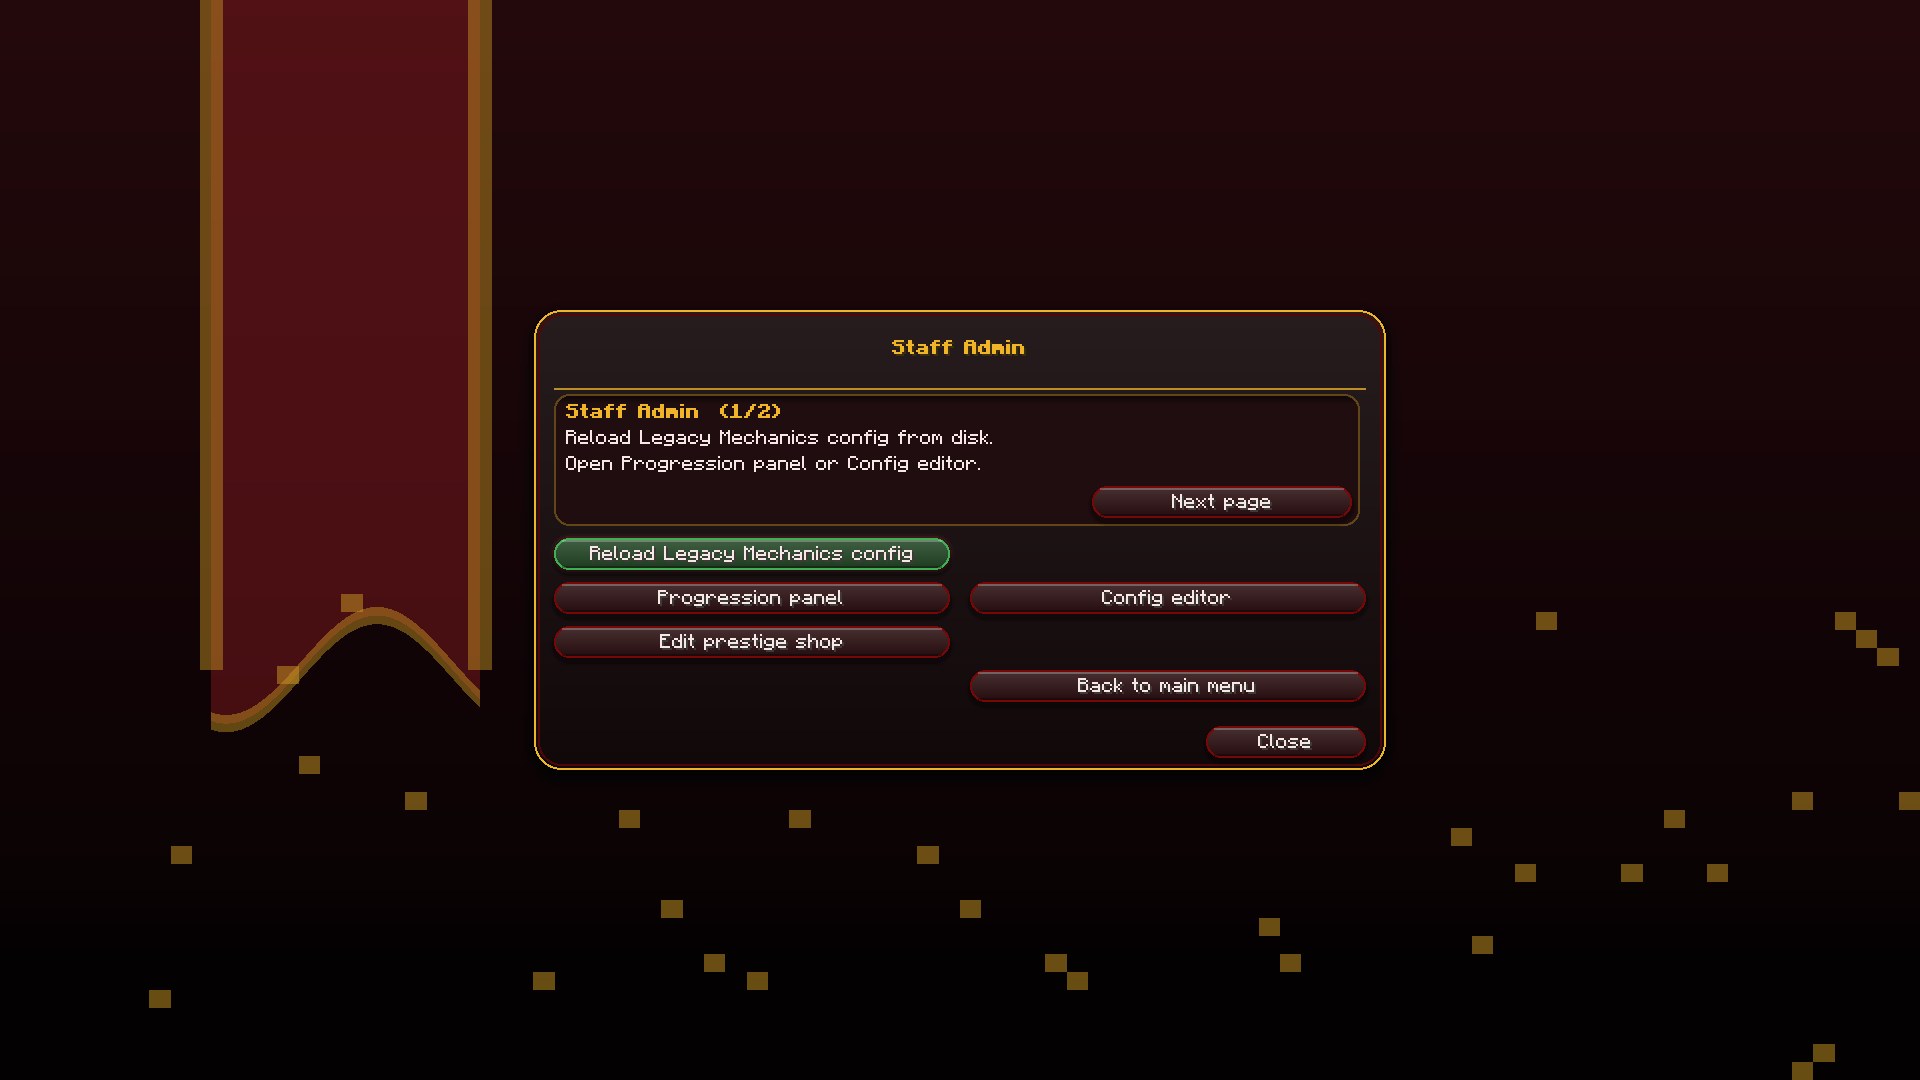 Staff Admin
Staff Admin (1/2)
Reload Legacy Mechanics config from disk.
Open Progression panel or Config editor.
Next page
Reload Legacy Mechanics config
Progression panel
Config editor
Edit prestige shop
Back to main menu
Close